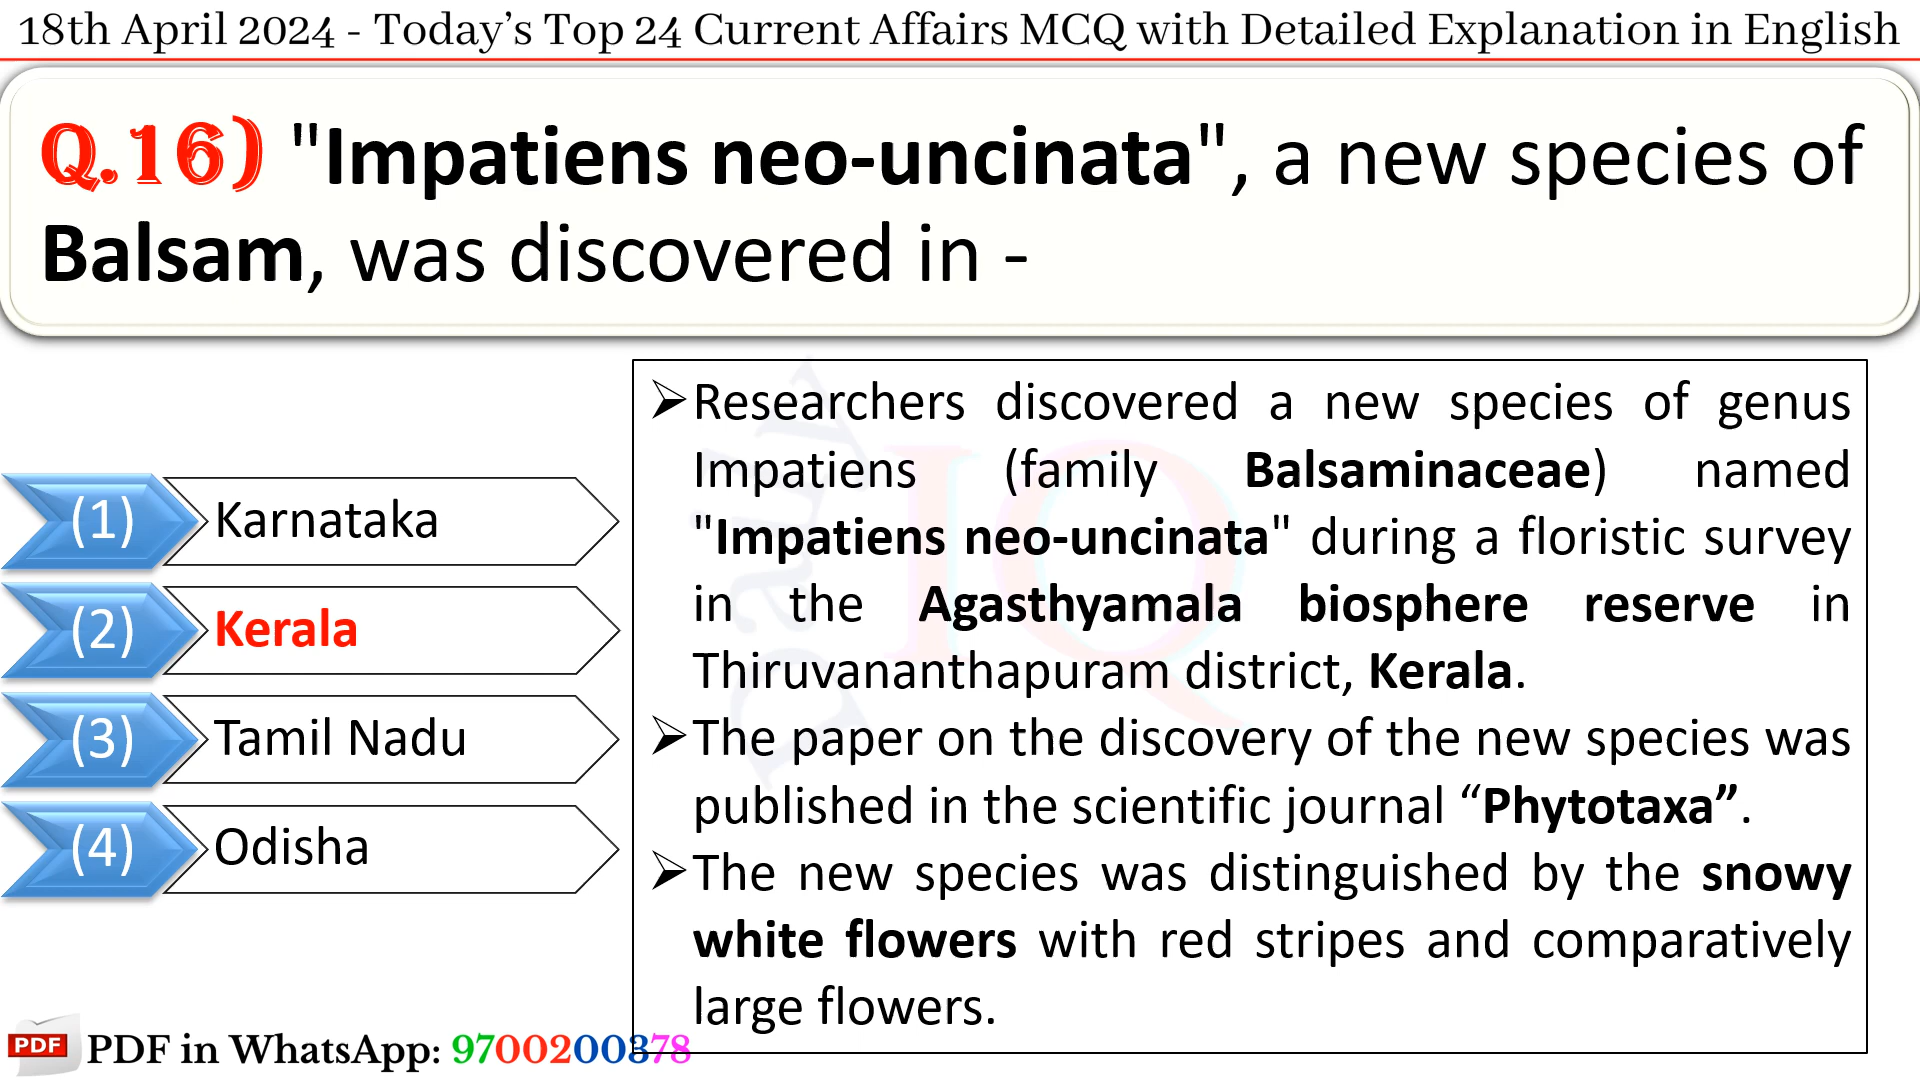 18th April 2024 - Today’s Top 24 Current Affairs MCQ with Detailed Explanation in English
Q.16) "Impatiens neo-uncinata", a new species of
Balsam, was discovered in -
(1) Karnataka
(2) Kerala
(3) Tamil Nadu
(4) Odisha
➢Researchers discovered a new species of genus
Impatiens (family Balsaminaceae) named
"Impatiens neo-uncinata" during a floristic survey
in the Agasthyamala biosphere reserve in
Thiruvananthapuram district, Kerala.
➢The paper on the discovery of the new species was
published in the scientific journal “Phytotaxa”.
➢The new species was distinguished by the snowy
white flowers with red stripes and comparatively
large flowers.
Daily
IQ
PDF
PDF in WhatsApp: 9700200378